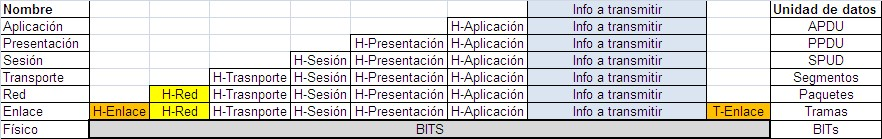 Nombre Info a transmitir Unidad de datos
Aplicación H-Aplicación Info a transmitir APDU
Presentación H-Presentación H-Aplicación Info a transmitir PPDU
Sesión H-Sesión H-Presentación H-Aplicación Info a transmitir SPUD
Transporte H-Trasnporte H-Sesión H-Presentación H-Aplicación Info a transmitir Segmentos
Red H-Red H-Trasnporte H-Sesión H-Presentación H-Aplicación Info a transmitir Paquetes
Enlace H-Enlace H-Red H-Trasnporte H-Sesión H-Presentación H-Aplicación Info a transmitir T-Enlace Tramas
Físico BITS BITs